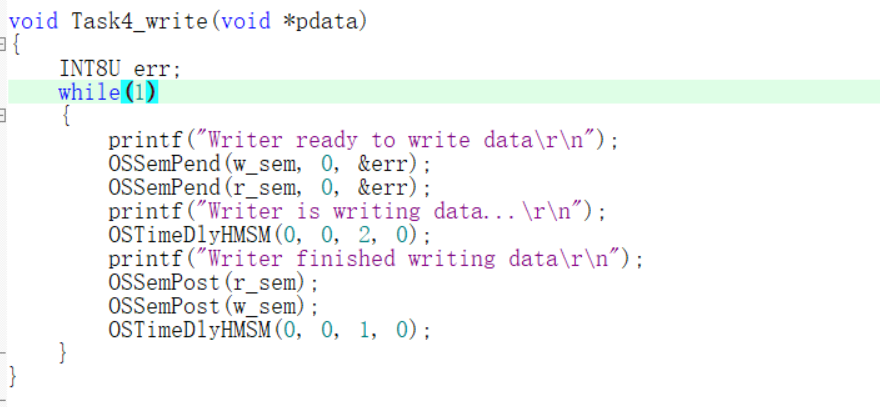 void Task4_write(void *pdata)
{
    INT8U err;
    while(1)
    {
        printf("Writer ready to write data\r\n");
        OSSemPend(w_sem, 0, &err);
        OSSemPend(r_sem, 0, &err);
        printf("Writer is writing data...\r\n");
        OSTimeDlyHMSM(0, 0, 2, 0);
        printf("Writer finished writing data\r\n");
        OSSemPost(r_sem);
        OSSemPost(w_sem);
        OSTimeDlyHMSM(0, 0, 1, 0);
    }
}